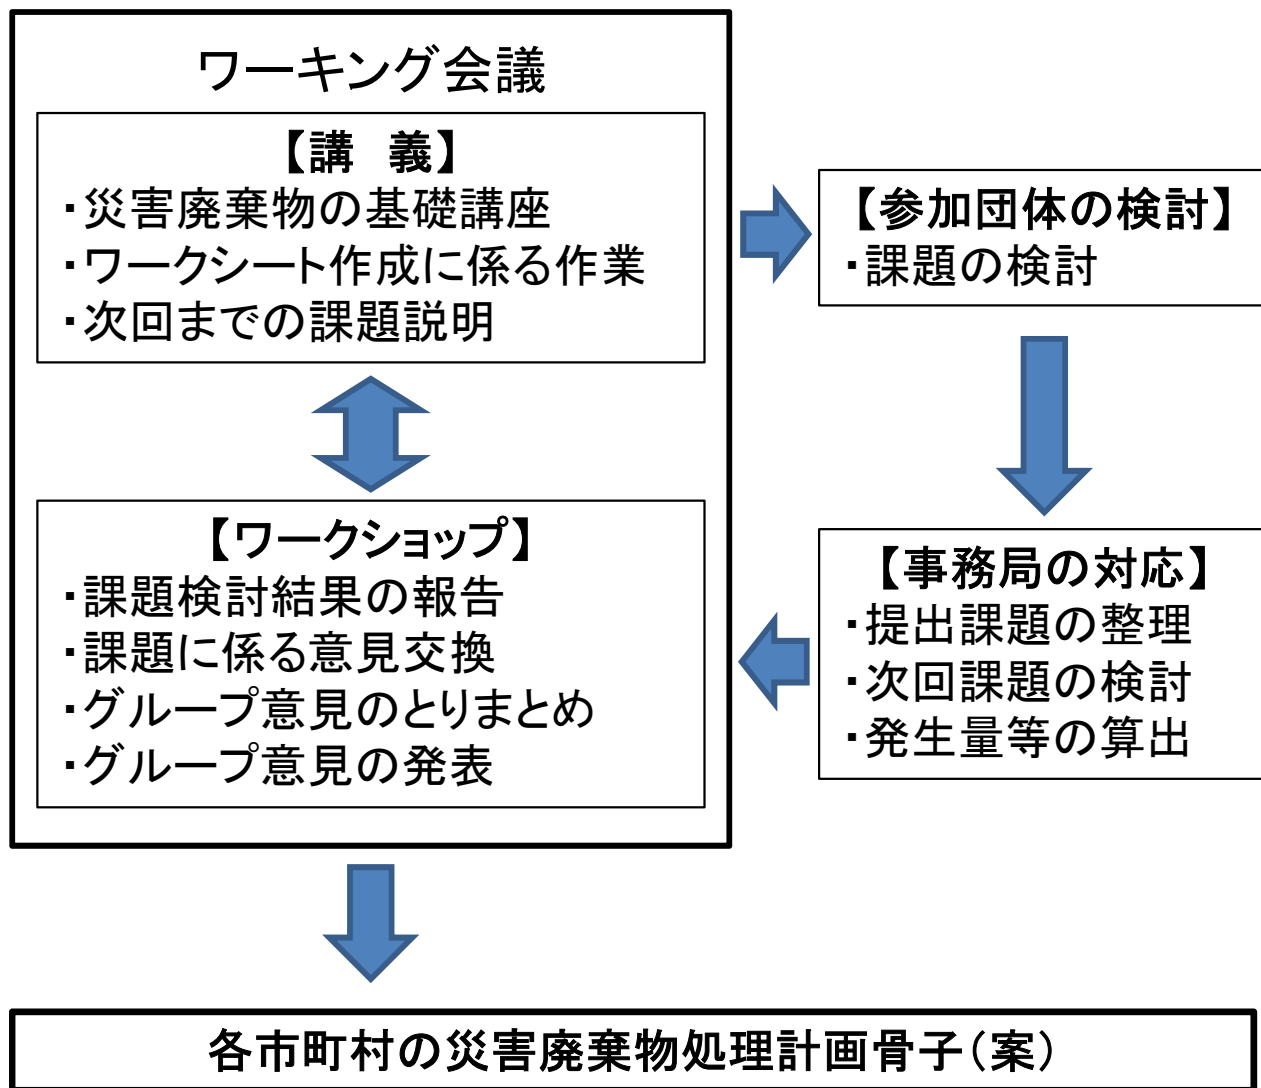 ワーキング会議
【講　義】
・災害廃棄物の基礎講座
・ワークシート作成に係る作業
・次回までの課題説明
【ワークショップ】
・課題検討結果の報告
・課題に係る意見交換
・グループ意見のとりまとめ
・グループ意見の発表
【参加団体の検討】
・課題の検討
【事務局の対応】
・提出課題の整理
・次回課題の検討
・発生量等の算出
各市町村の災害廃棄物処理計画骨子(案)